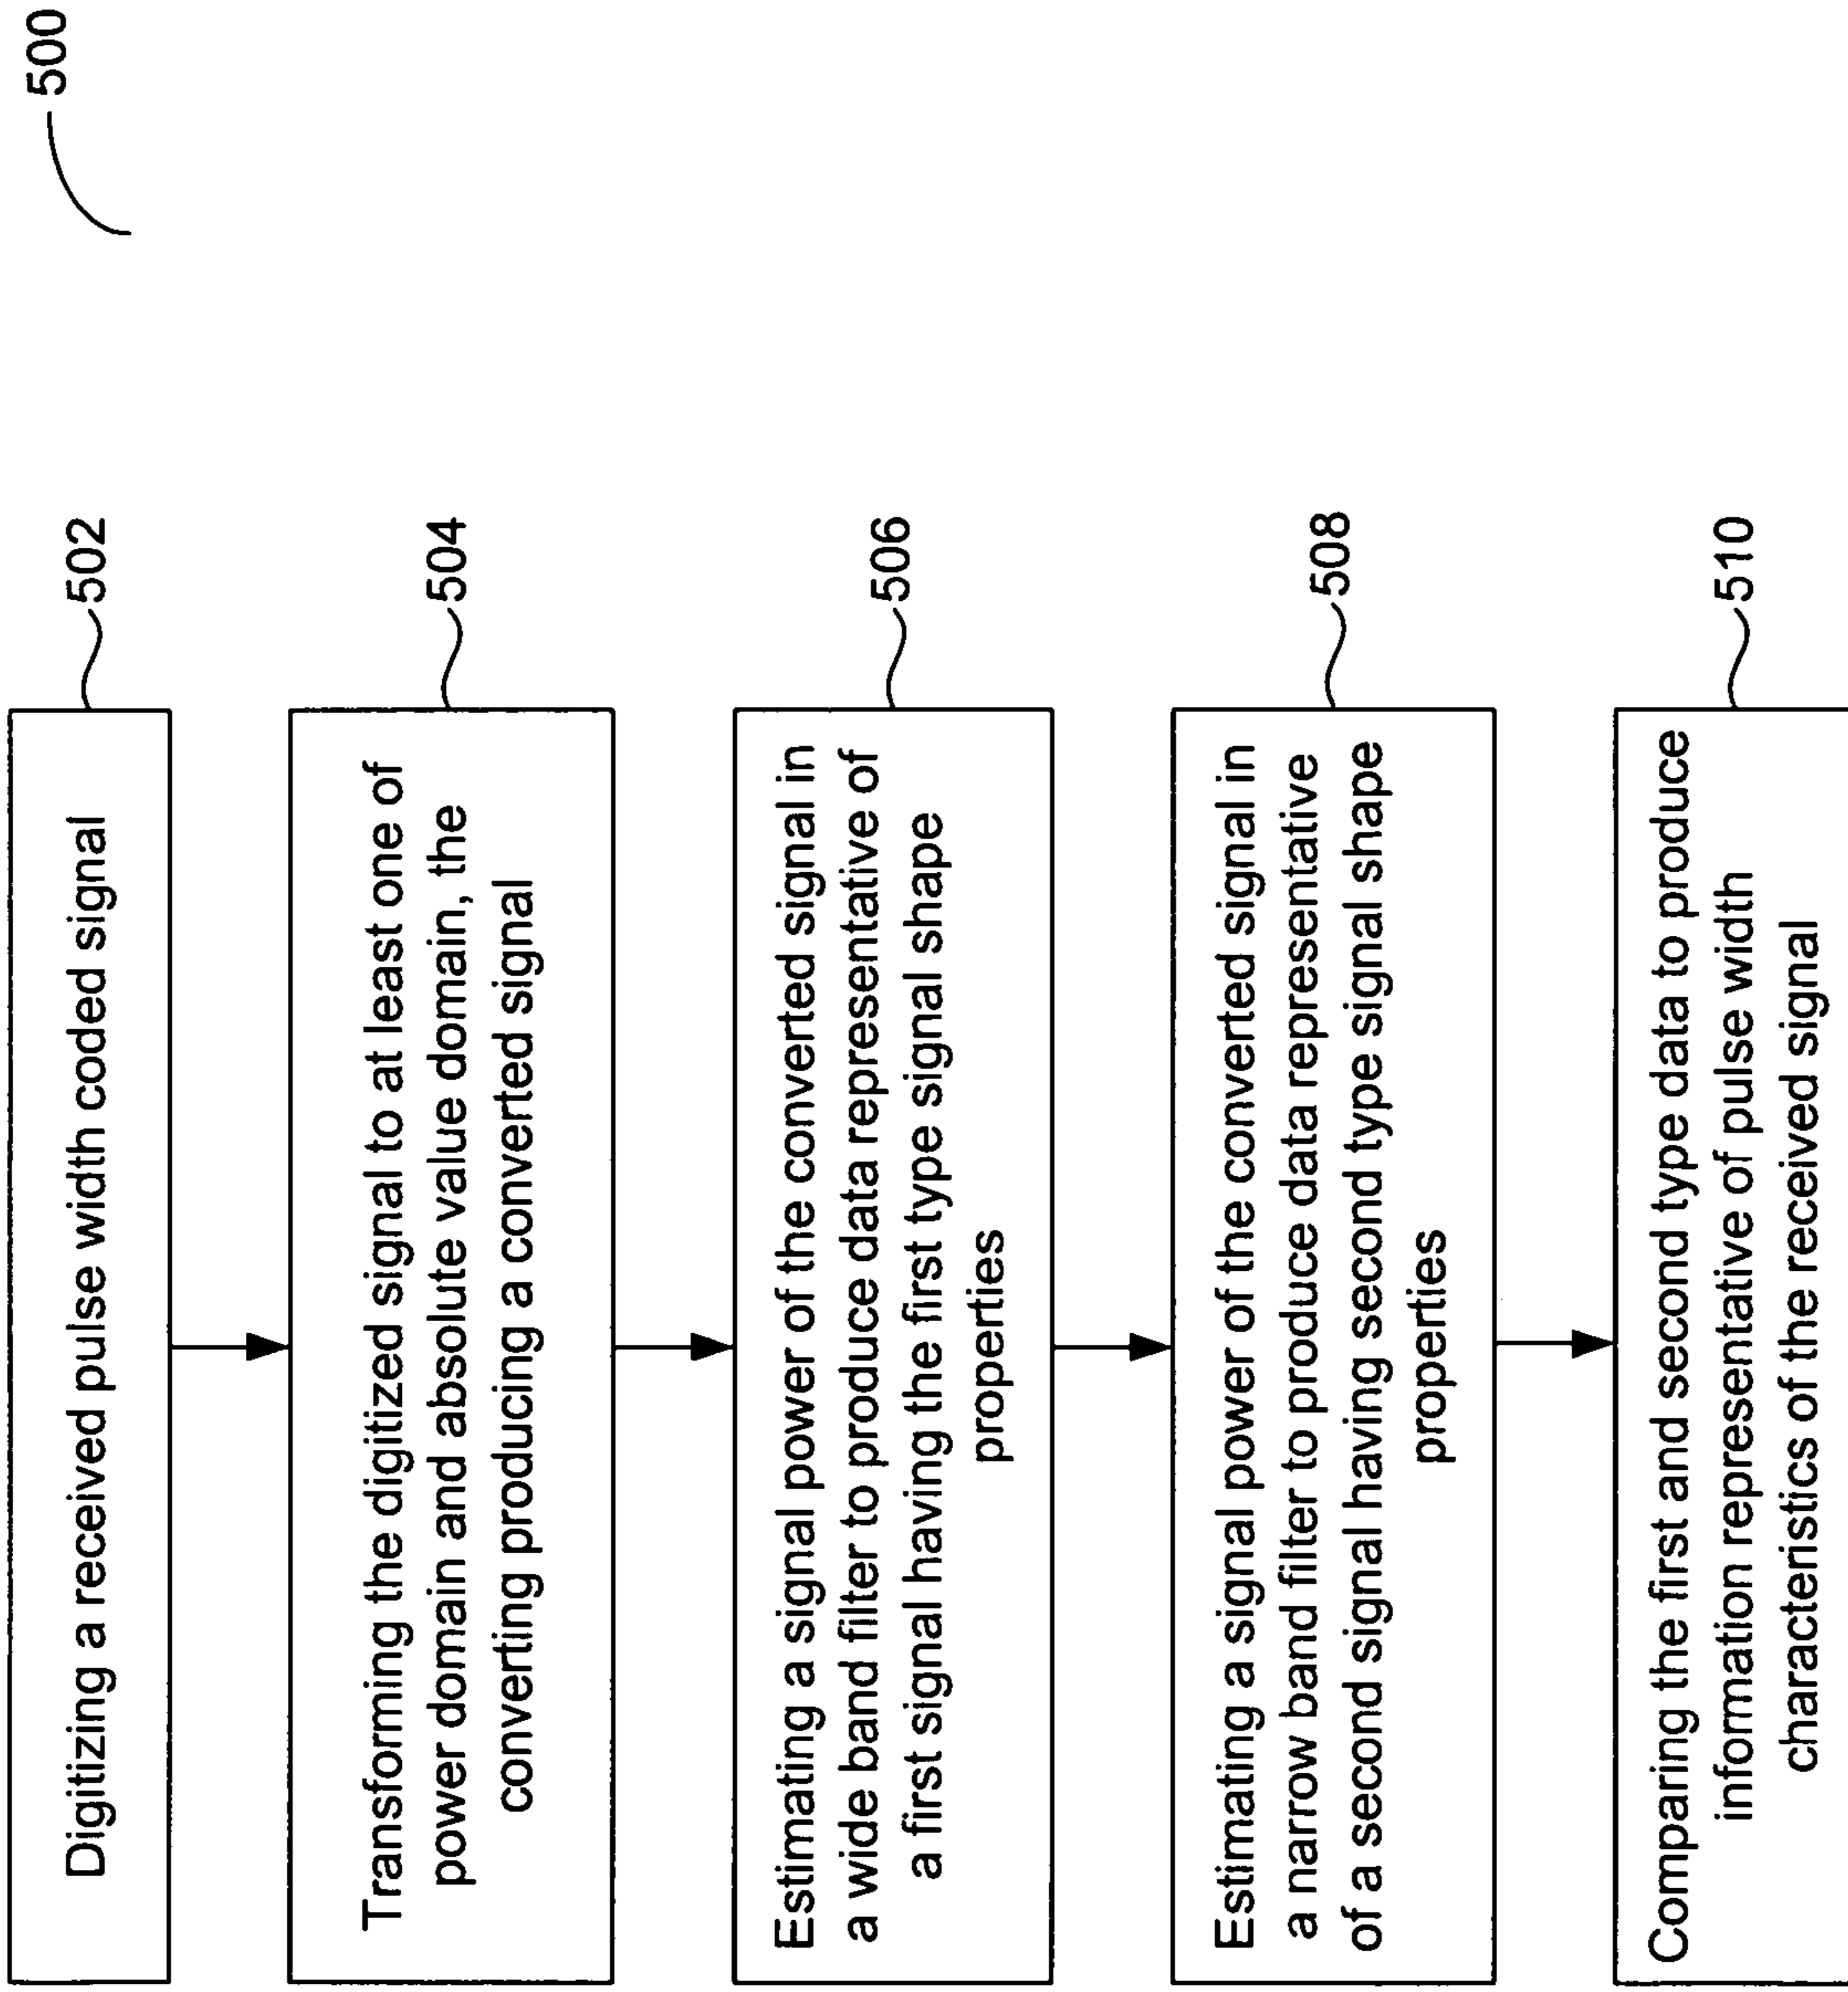 500
Digitizing a received pulse width coded signal
502
Transforming the digitized signal to at least one of
power domain and absolute value domain, the
converting producing a converted signal
504
Estimating a signal power of the converted signal in
a wide band filter to produce data representative of
a first signal having the first type signal shape
properties
506
Estimating a signal power of the converted signal in
a narrow band filter to produce data representative
of a second signal having second type signal shape
properties
508
Comparing the first and second type data to produce
information representative of pulse width
characteristics of the received signal
510